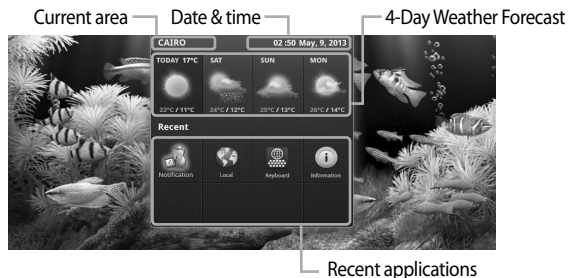 Current area
Date & time
4-Day Weather Forecast
CAIRO
02 :50 May, 9, 2013
TODAY 17°C SAT SUN MON
23°C / 11°C 24°C / 12°C 25°C / 13°C 26°C / 14°C
Recent
Notification Local Keyboard Information
Recent applications